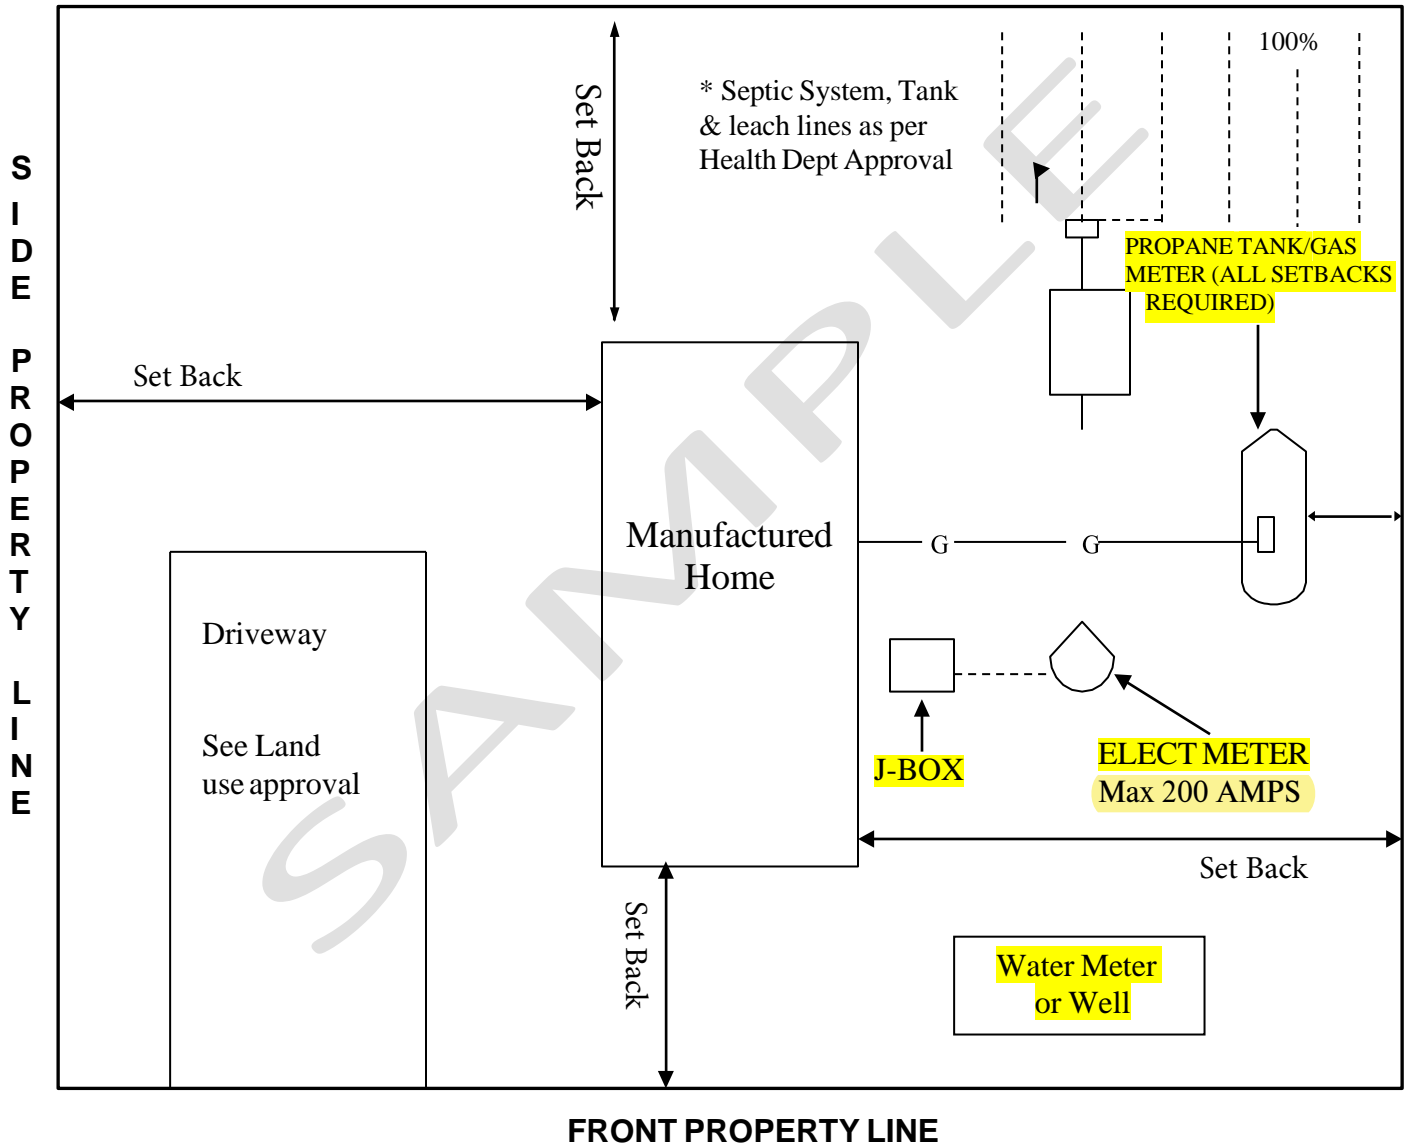 100%
* Septic System, Tank
& leach lines as per
Health Dept Approval
Set Back
PROPANE TANK/GAS
METER (ALL SETBACKS
REQUIRED)
SIDE PROPERTY LINE
Set Back
Manufactured
Home
G
G
Driveway
See Land
use approval
J-BOX
ELECT METER
Max 200 AMPS
Set Back
Set Back
Water Meter
or Well
FRONT PROPERTY LINE
SAMPLE